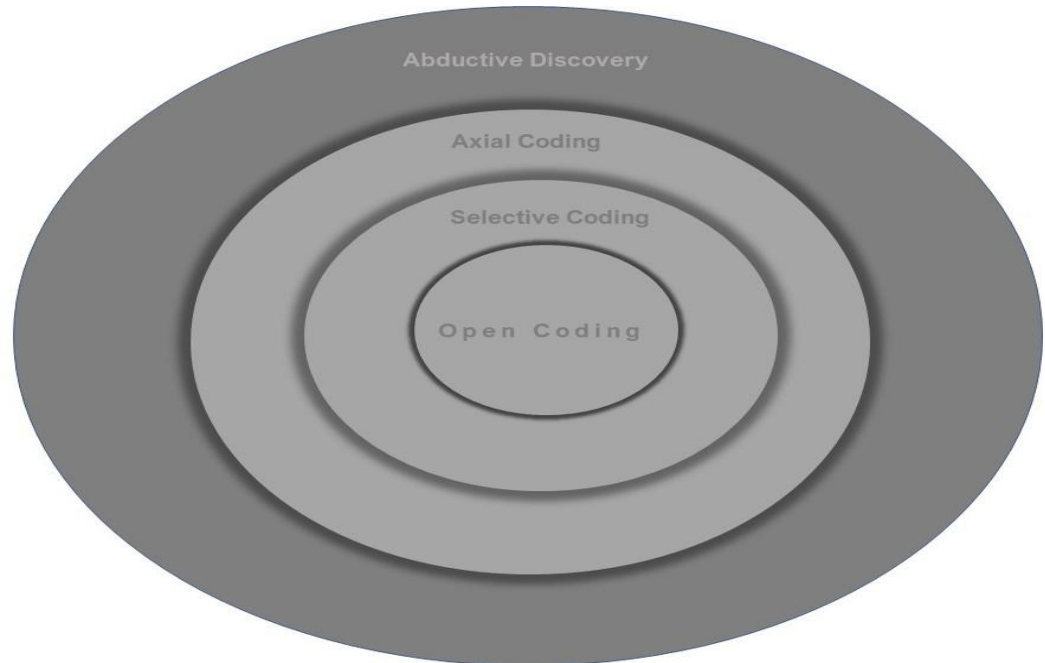 Abductive Discovery
Axial Coding
Selective Coding
Open Coding